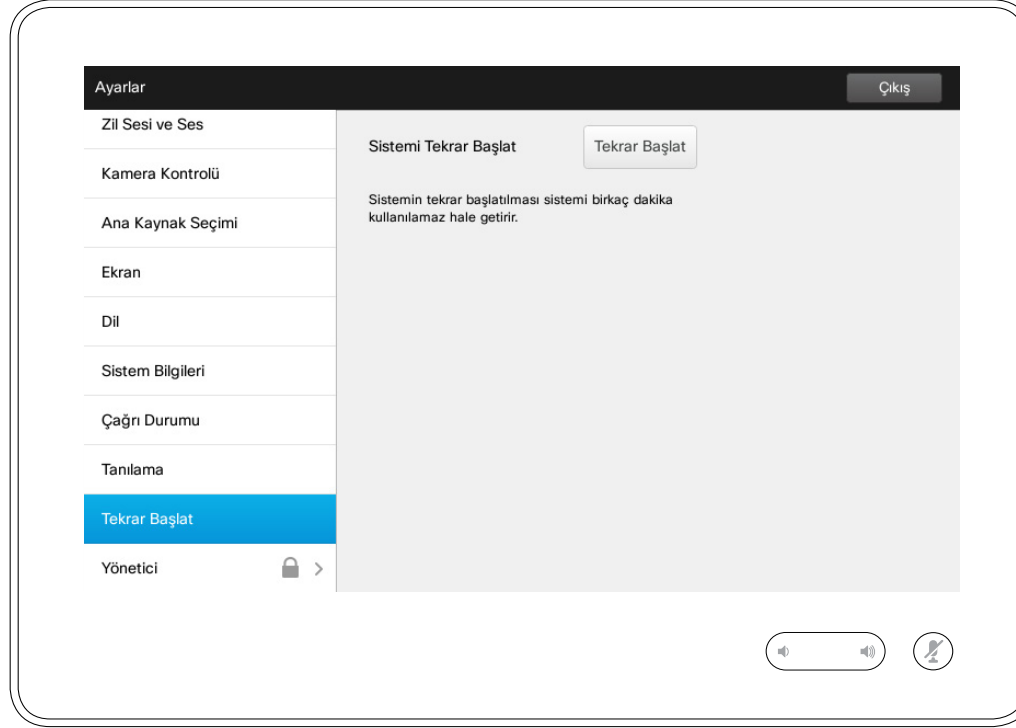 Ayarlar
Çıkış
Zil Sesi ve Ses
Kamera Kontrolü
Ana Kaynak Seçimi
Ekran
Dil
Sistem Bilgileri
Çağrı Durumu
Tanılama
Tekrar Başlat
Yönetici
Sistemi Tekrar Başlat
Tekrar Başlat
Sistemin tekrar başlatılması sistemi birkaç dakika
kullanılamaz hale getirir.